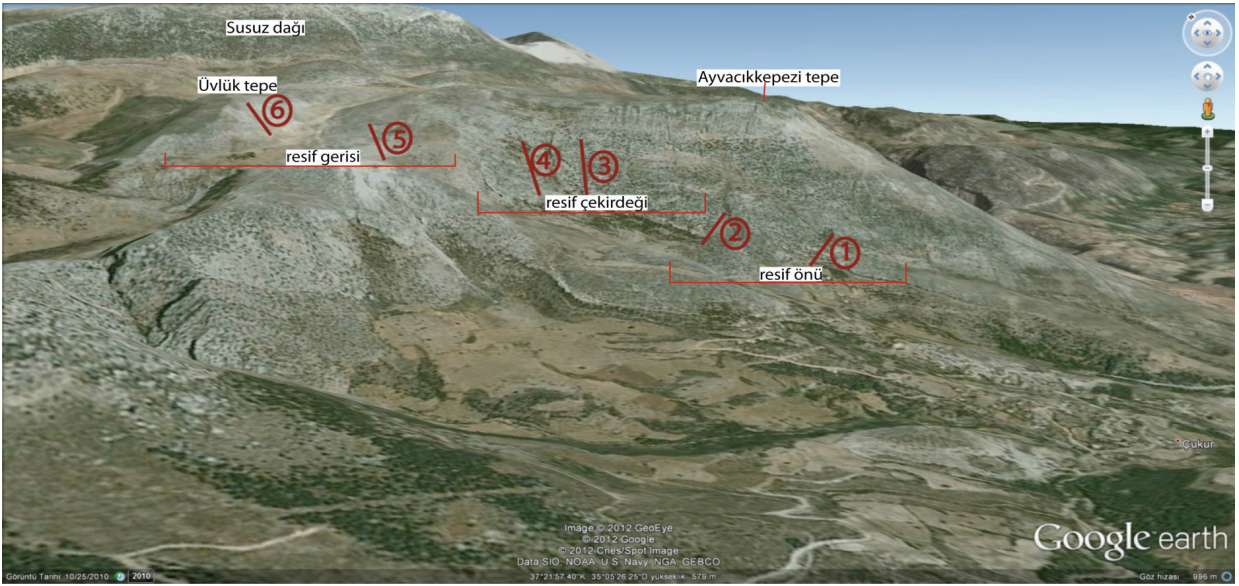 Susuz dağı
Ayvacıkkepezi tepe
Üvlük tepe
6
5
resif gerisi
4
3
resif çekirdeği
2
1
resif önü
Çukur
Image © 2012 GeoEye
© 2012 Google
© 2012 Cnes/Spot Image
Data SIO, NOAA, U.S. Navy, NGA, GEBCO
Google earth
Görüntü Tarihi: 10/25/2010 2010 37°21'57.40"K 35°05'26.25"D yükseklik 579 m Göz hizası 996 m